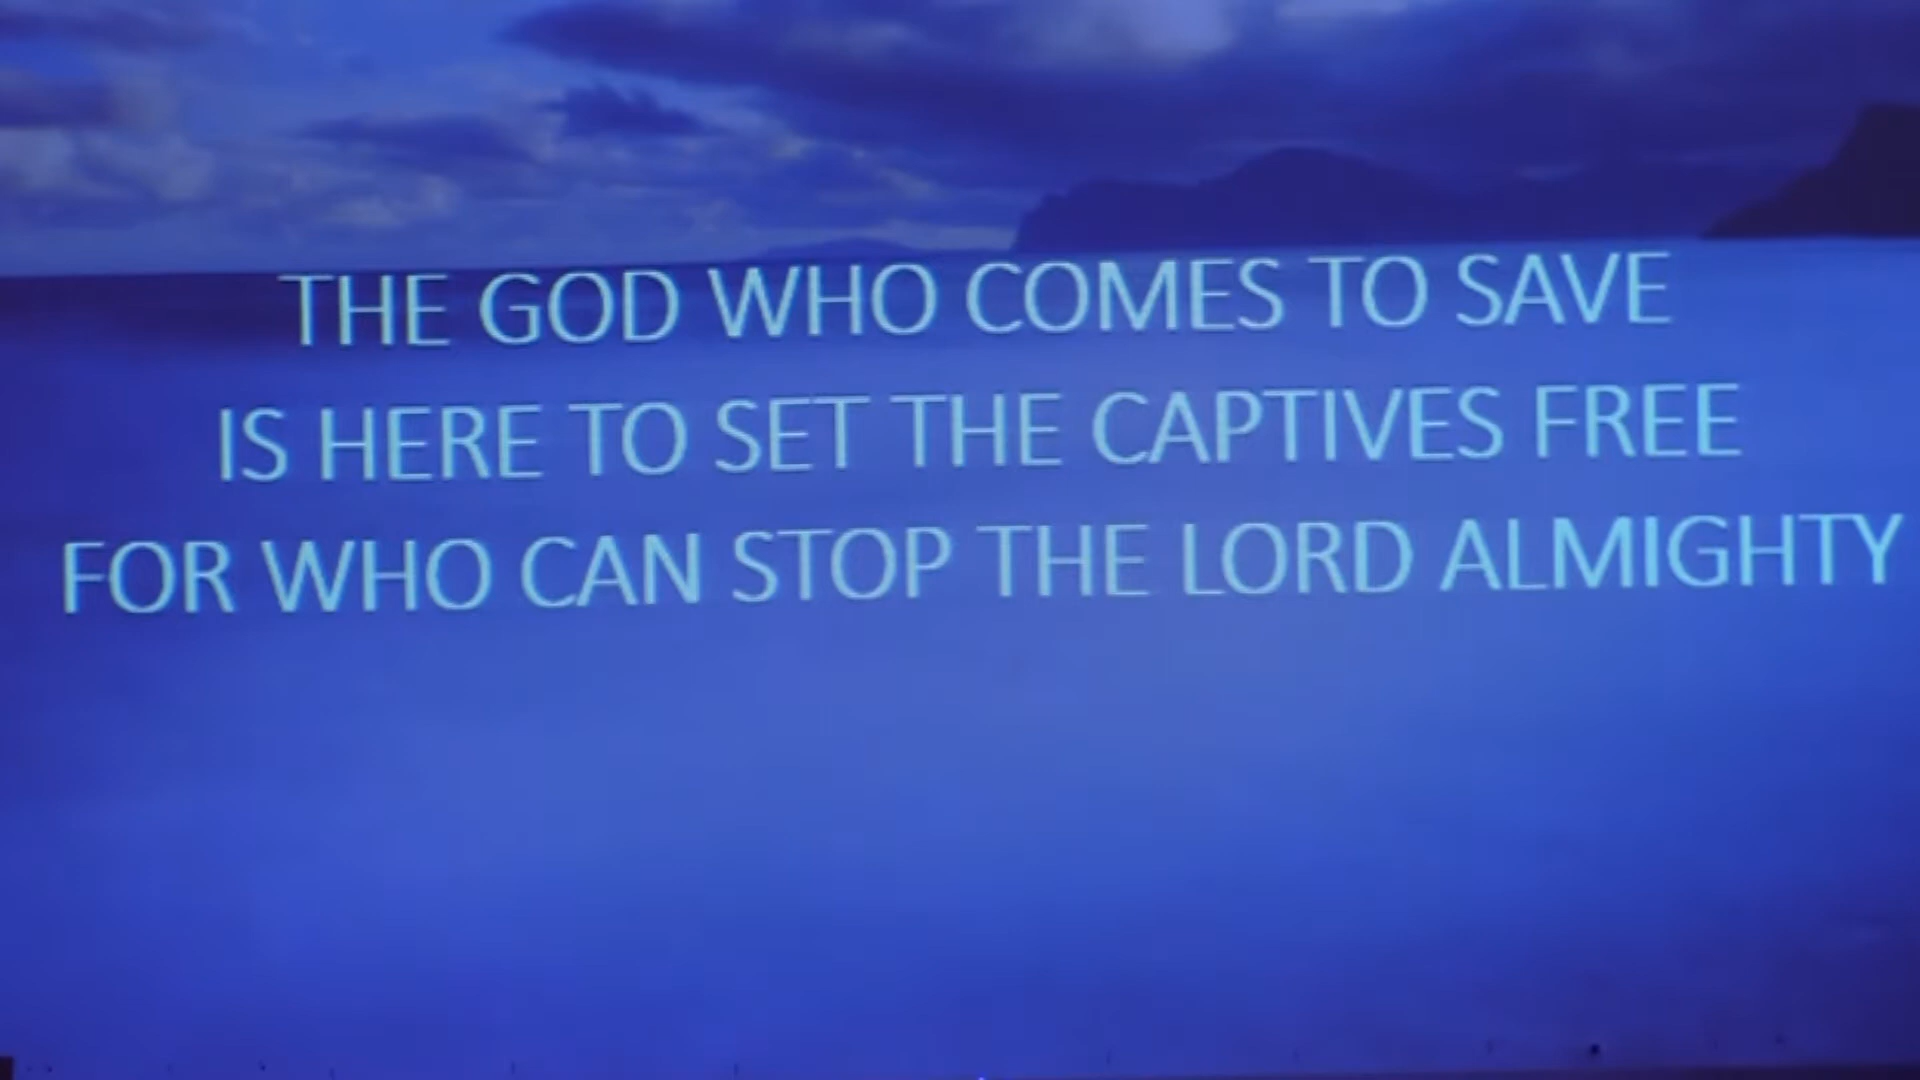 THE GOD WHO COMES TO SAVE
IS HERE TO SET THE CAPTIVES FREE
FOR WHO CAN STOP THE LORD ALMIGHTY